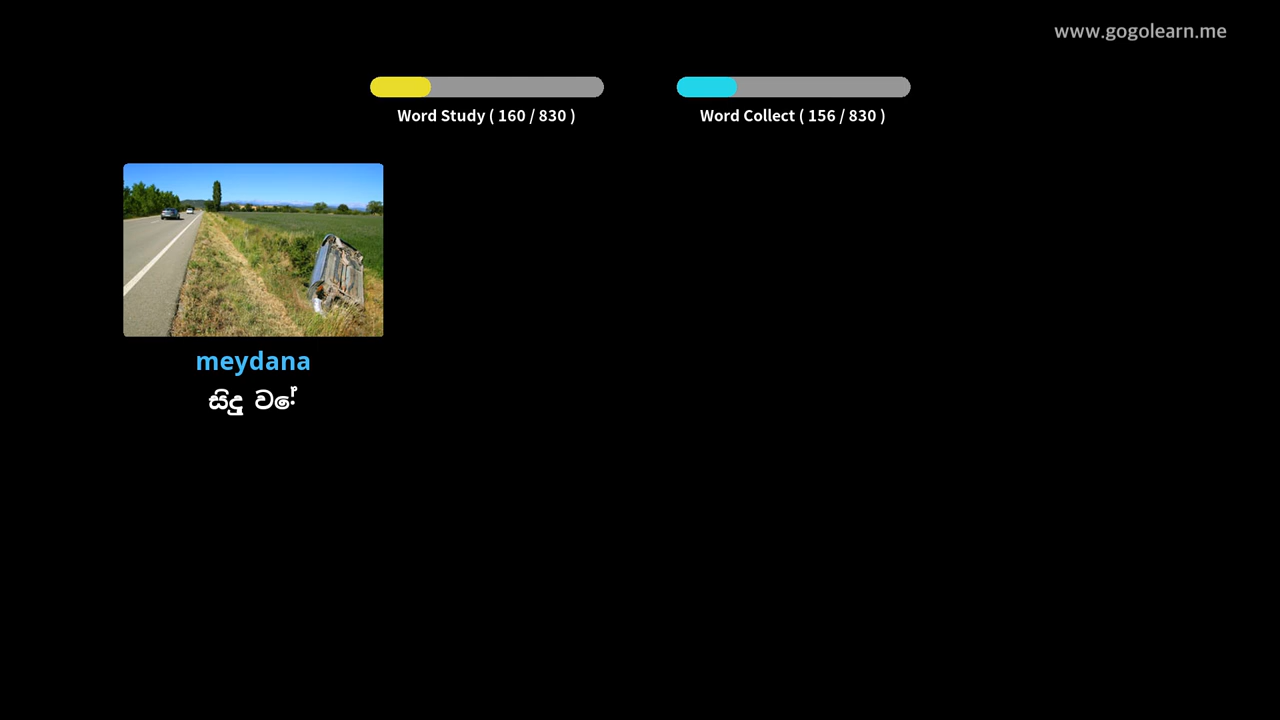 www.gogolearn.me
Word Study ( 160 / 830 )
Word Collect ( 156 / 830 )
meydana
සිදු වේ